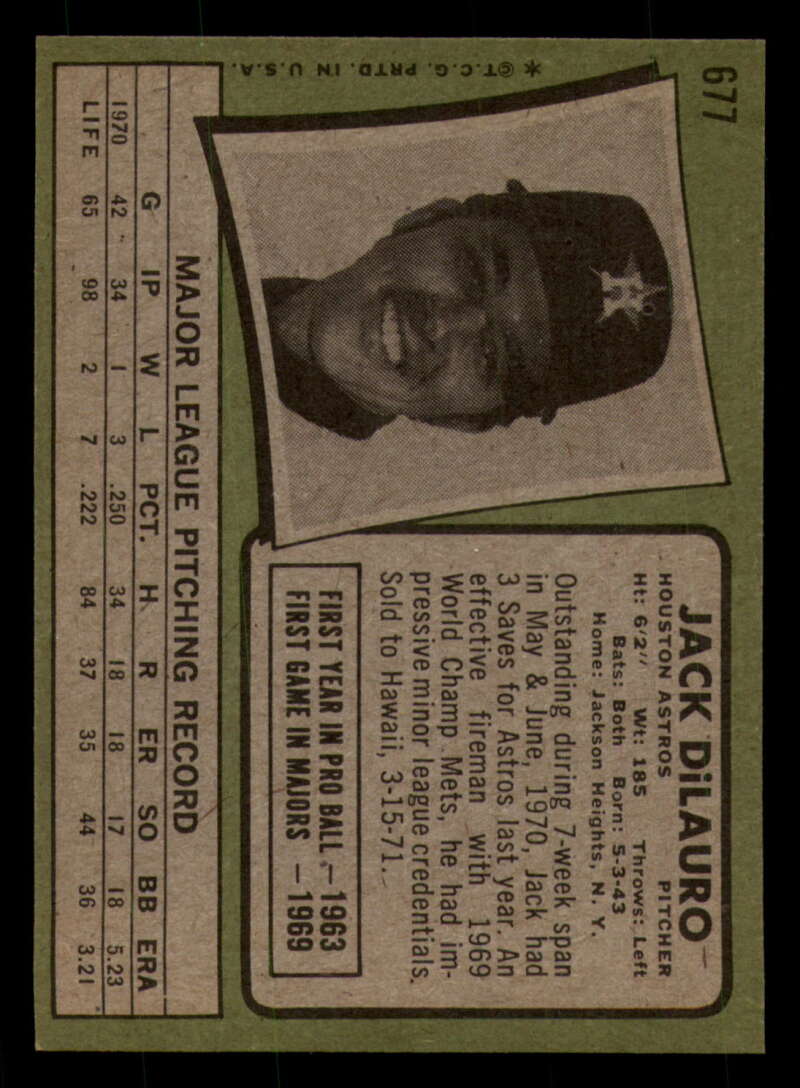 677
JACK DiLAURO
HOUSTON ASTROS PITCHER
Ht: 6'2" Wt: 185 Throws: Left
Bats: Both Born: 5-3-43
Home: Jackson Heights, N. Y.
Outstanding during 7-week span
in May & June, 1970, Jack had
3 Saves for Astros last year. An
effective fireman with 1969
World Champ Mets, he had im-
pressive minor league credentials.
Sold to Hawaii, 3-15-71.
FIRST YEAR IN PRO BALL – 1963
FIRST GAME IN MAJORS – 1969
*©T.C.G. PRTD. IN U.S.A.
MAJOR LEAGUE PITCHING RECORD
G IP W L PCT. H R ER SO BB ERA
1970 42 34 1 3 .250 34 18 18 17 18 5.23
LIFE 65 98 2 7 .222 84 37 35 44 36 3.21